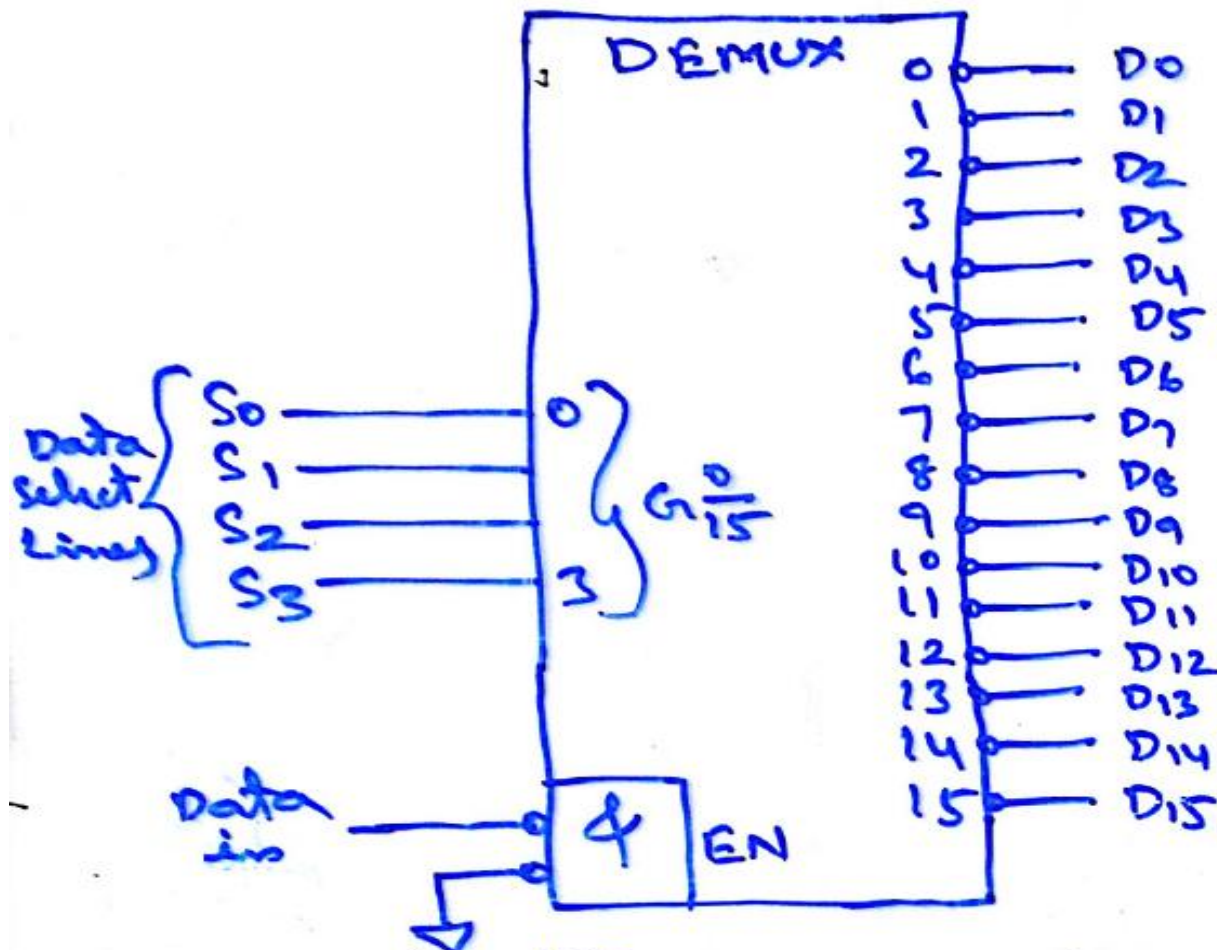 DEMUX
0 D0
1 D1
2 D2
3 D3
4 D4
5 D5
6 D6
7 D7
8 D8
9 D9
10 D10
11 D11
12 D12
13 D13
14 D14
15 D15
Data
select
Lines
S0 0
S1
S2
S3 3
G 0/15
Data
in
& EN